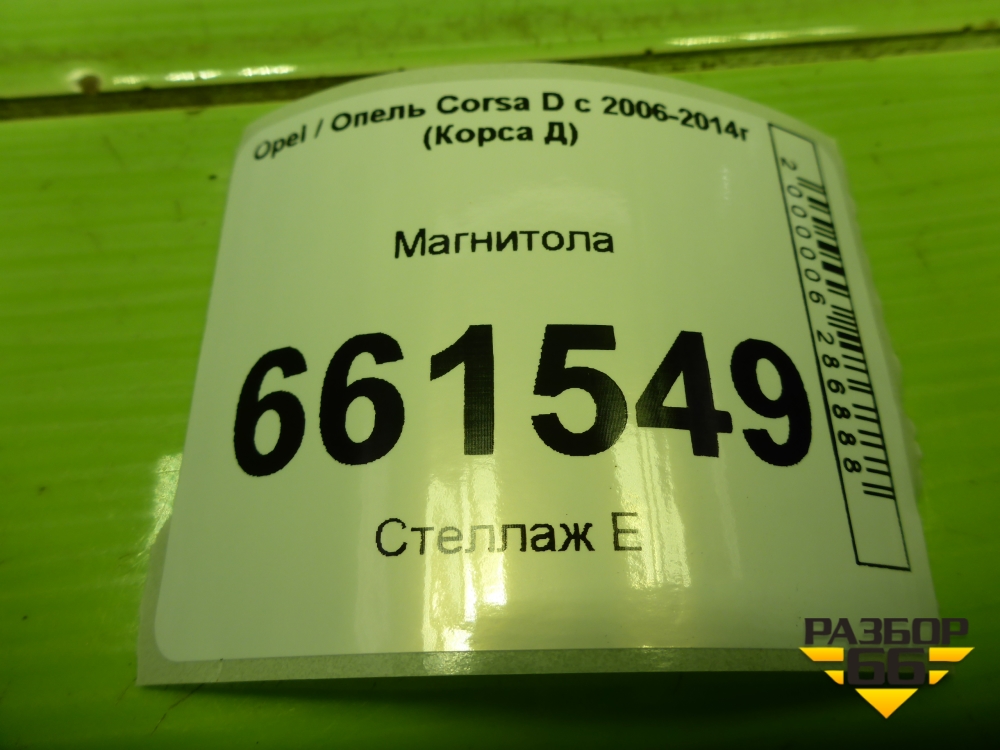 Opel / Опель Corsa D с 2006-2014г
(Корса Д)
Магнитола
661549
Стеллаж Е
2000006286888
РАЗБОР
66